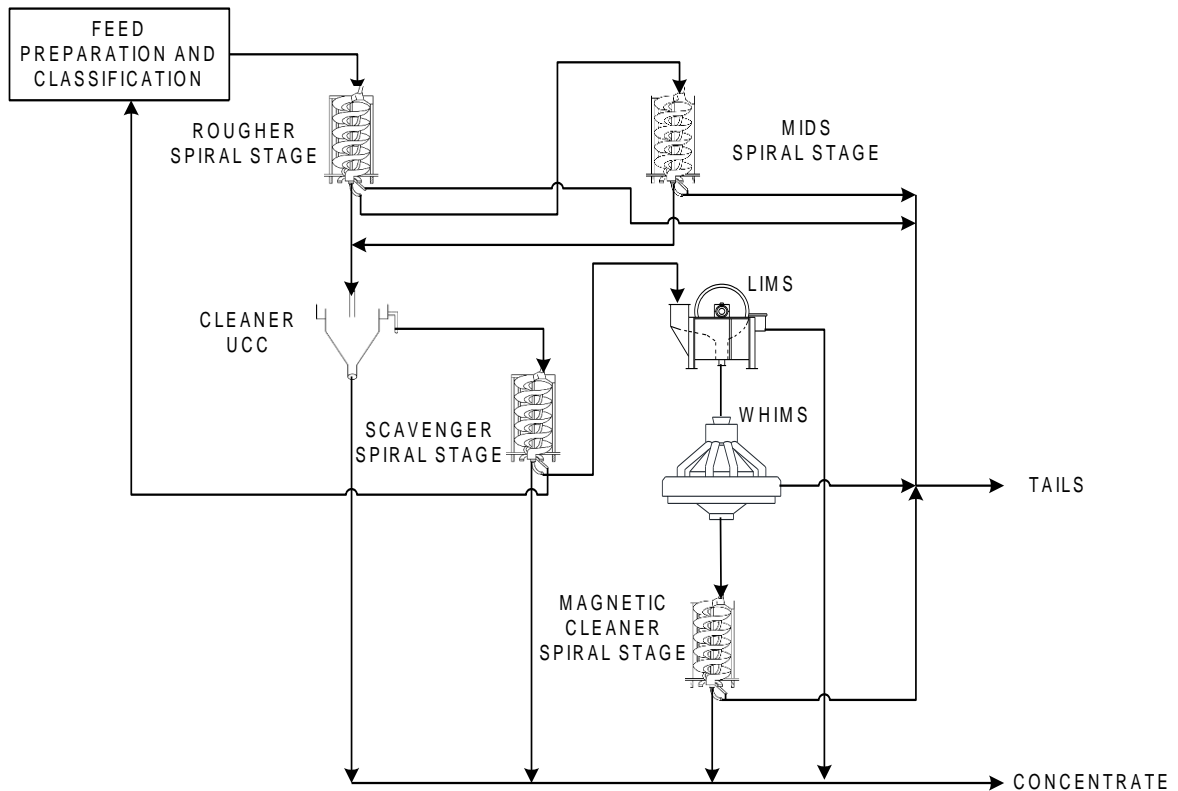 FEED
PREPARATION AND
CLASSIFICATION
ROUGHER
SPIRAL STAGE
MIDS
SPIRAL STAGE
CLEANER
UCC
LIMS
SCAVENGER
SPIRAL STAGE
WHIMS
TAILS
MAGNETIC
CLEANER
SPIRAL STAGE
CONCENTRATE